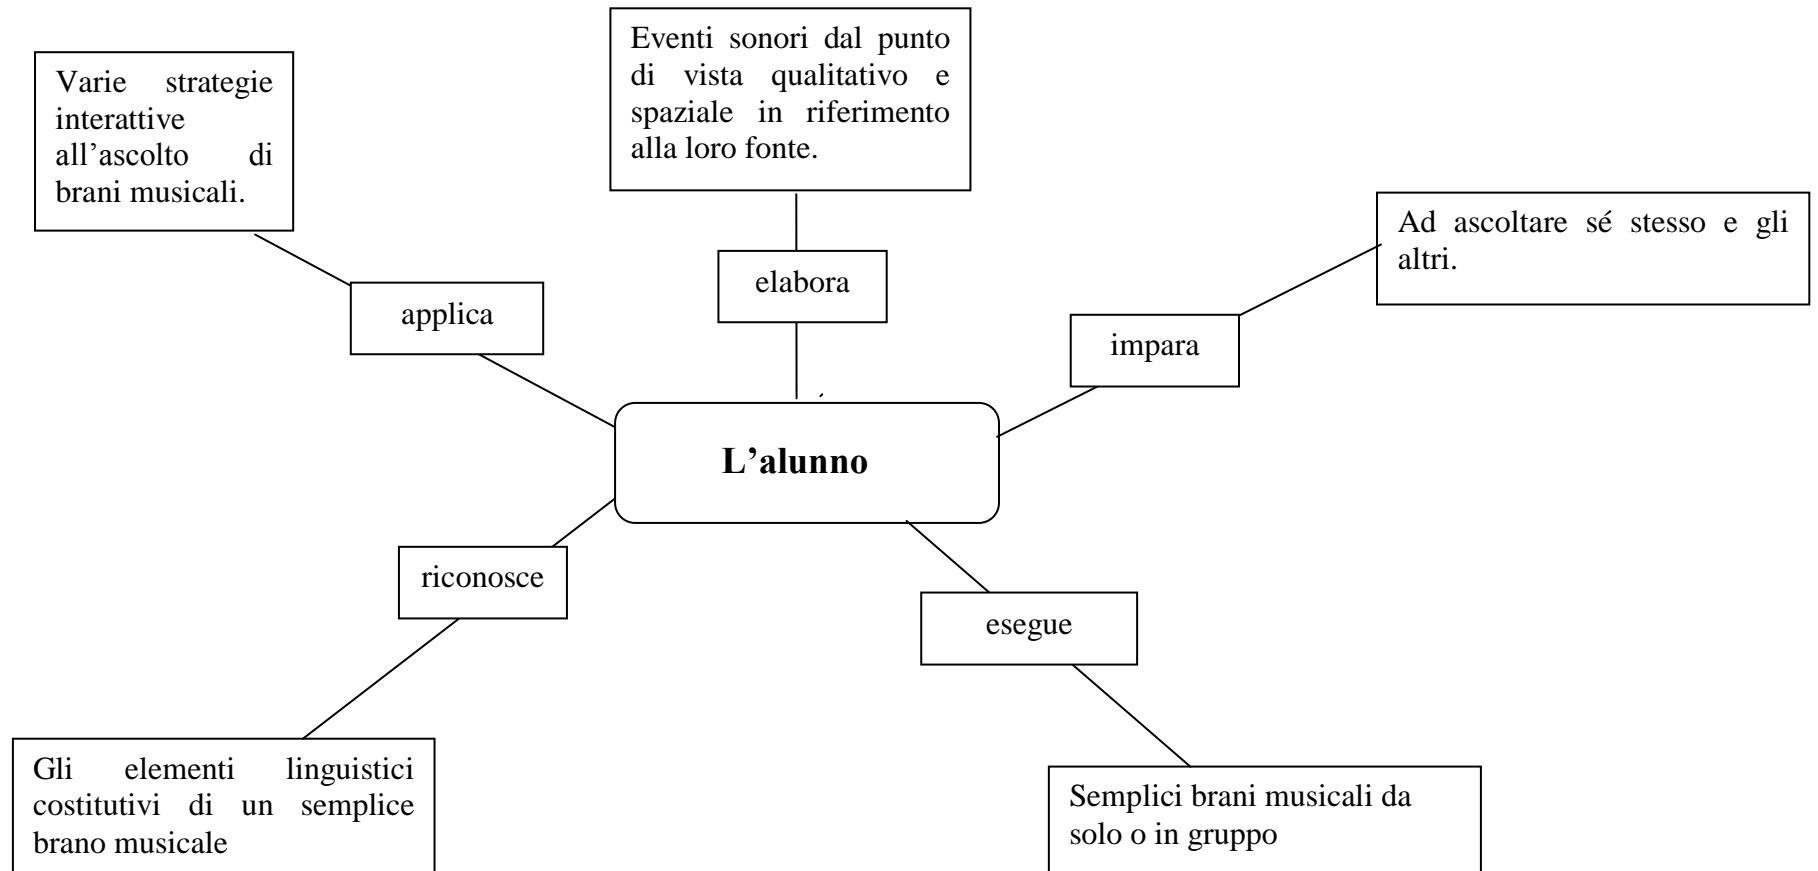 Eventi sonori dal punto
di vista qualitativo e
spaziale in riferimento
alla loro fonte.
Varie strategie
interattive
all’ascolto di
brani musicali.
Ad ascoltare sé stesso e gli
altri.
elabora
applica
impara
L’alunno
riconosce
esegue
Gli elementi linguistici
costitutivi di un semplice
brano musicale
Semplici brani musicali da
solo o in gruppo